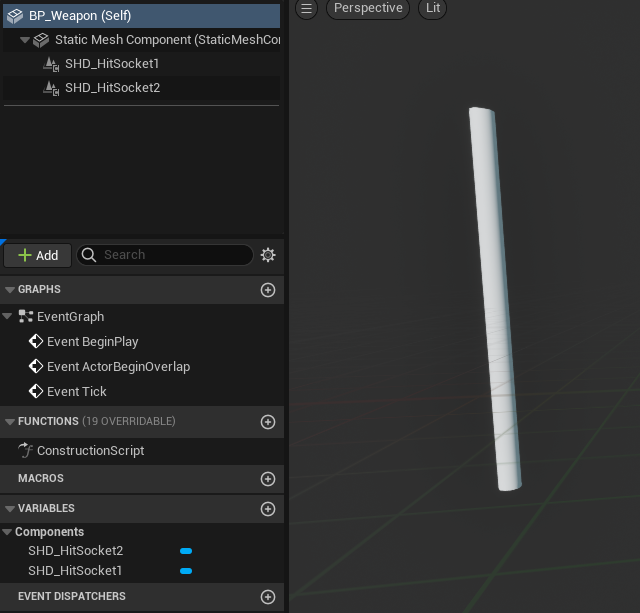 BP_Weapon (Self)
Static Mesh Component (StaticMeshCo
SHD_HitSocket1
SHD_HitSocket2
Perspective
Lit
Add
Search
GRAPHS
EventGraph
Event BeginPlay
Event ActorBeginOverlap
Event Tick
FUNCTIONS (19 OVERRIDABLE)
ConstructionScript
MACROS
VARIABLES
Components
SHD_HitSocket2
SHD_HitSocket1
EVENT DISPATCHERS